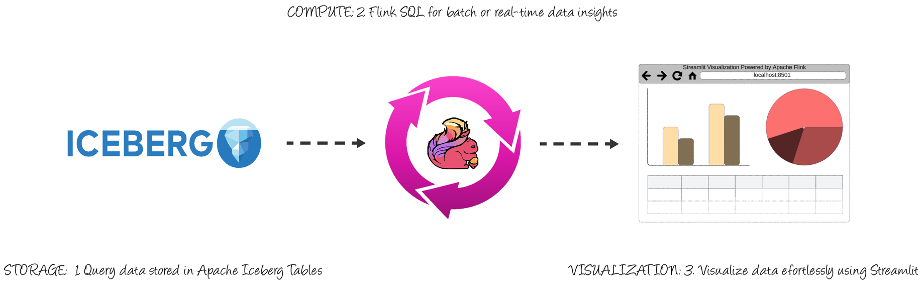 COMPUTE: 2 Flink SQL for batch or real-time data insights
Streamlit Visualization Powered by Apache Flink
localhost:8501
ICEBERG
STORAGE: 1 Query data stored in Apache Iceberg Tables
VISUALIZATION: 3. Visualize data efortlessly using Streamlit